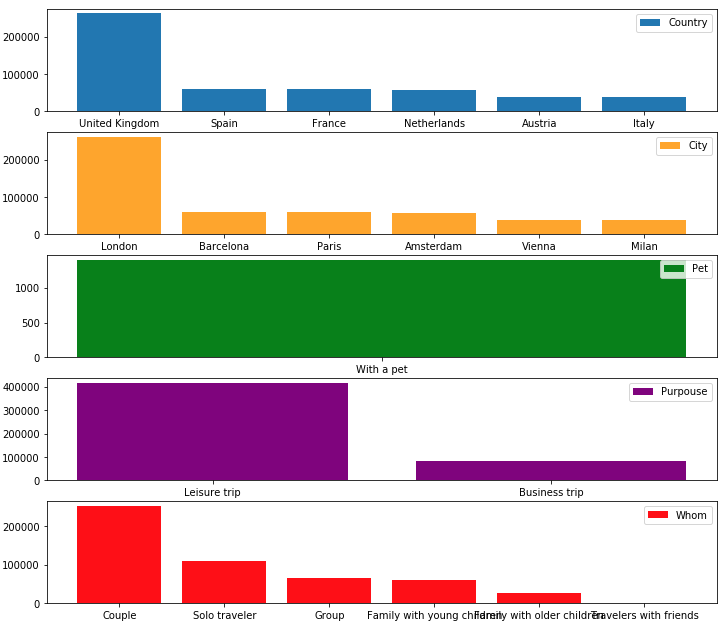 Country
200000
100000
0
United Kingdom Spain France Netherlands Austria Italy
City
200000
100000
0
London Barcelona Paris Amsterdam Vienna Milan
Pet
1000
500
0
With a pet
Purpouse
400000
300000
200000
100000
0
Leisure trip Business trip
Whom
200000
100000
0
Couple Solo traveler Group Family with young children Family with older children Travelers with friends